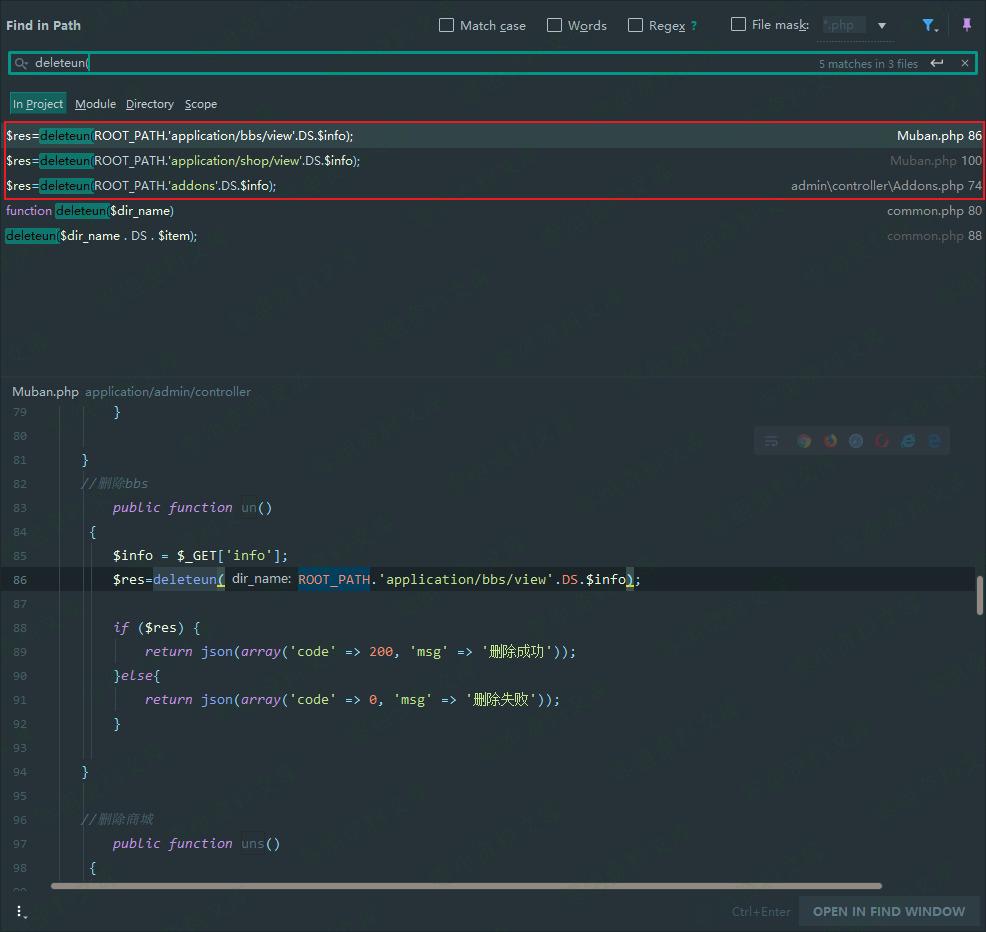 Find in Path
Match case
Words
Regex ?
File mask:
*.php
deleteun(
5 matches in 3 files
In Project
Module
Directory
Scope
$res=deleteun(ROOT_PATH.'application/bbs/view'.DS.$info);
Muban.php 86
$res=deleteun(ROOT_PATH.'application/shop/view'.DS.$info);
Muban.php 100
$res=deleteun(ROOT_PATH.'addons'.DS.$info);
admin\controller\Addons.php 74
function deleteun($dir_name)
common.php 80
deleteun($dir_name . DS . $item);
common.php 88
Muban.php application/admin/controller
79 }
80
81 }
82 //删除bbs
83 public function un()
84 {
85 $info = $_GET['info'];
86 $res=deleteun( dir_name: ROOT_PATH.'application/bbs/view'.DS.$info);
87
88 if ($res) {
89 return json(array('code' => 200, 'msg' => '删除成功'));
90 }else{
91 return json(array('code' => 0, 'msg' => '删除失败'));
92 }
93
94 }
95
96 //删除商城
97 public function uns()
98 {
Ctrl+Enter
OPEN IN FIND WINDOW